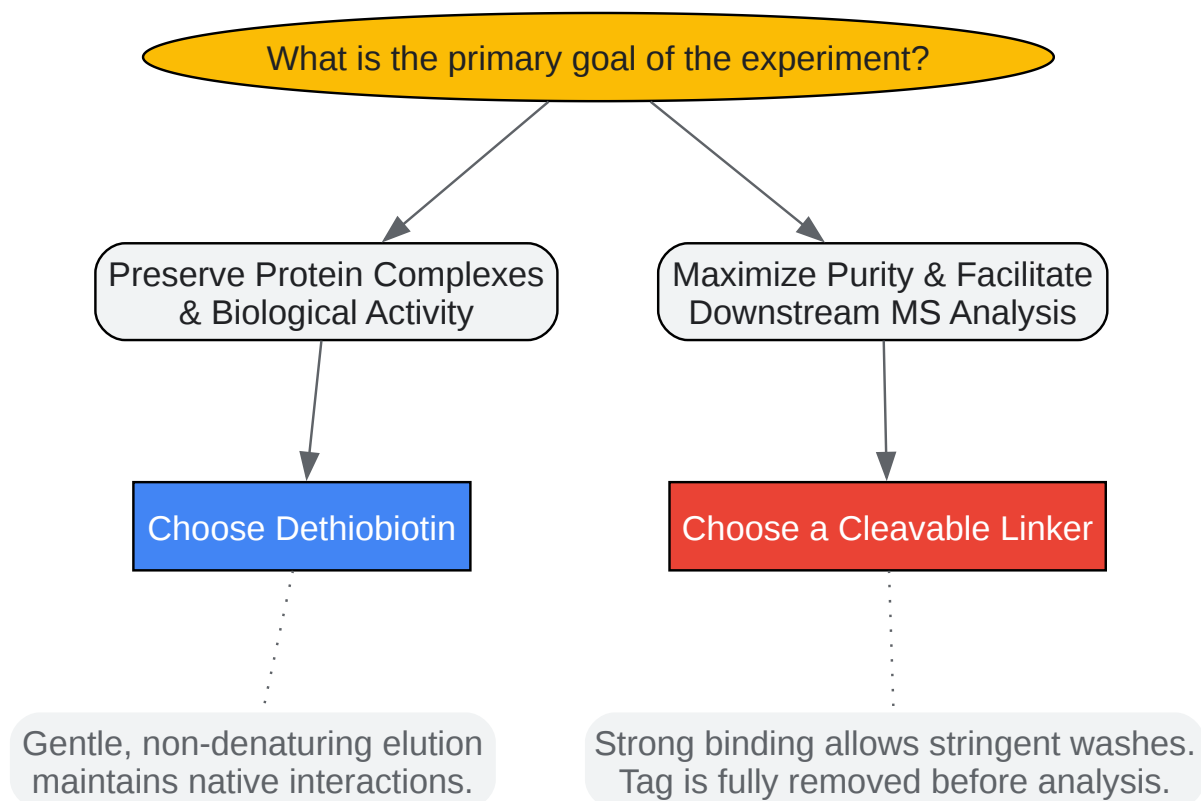 What is the primary goal of the experiment?
Preserve Protein Complexes
& Biological Activity
Maximize Purity & Facilitate
Downstream MS Analysis
Choose Dethiobiotin
Choose a Cleavable Linker
Gentle, non-denaturing elution
maintains native interactions.
Strong binding allows stringent washes.
Tag is fully removed before analysis.